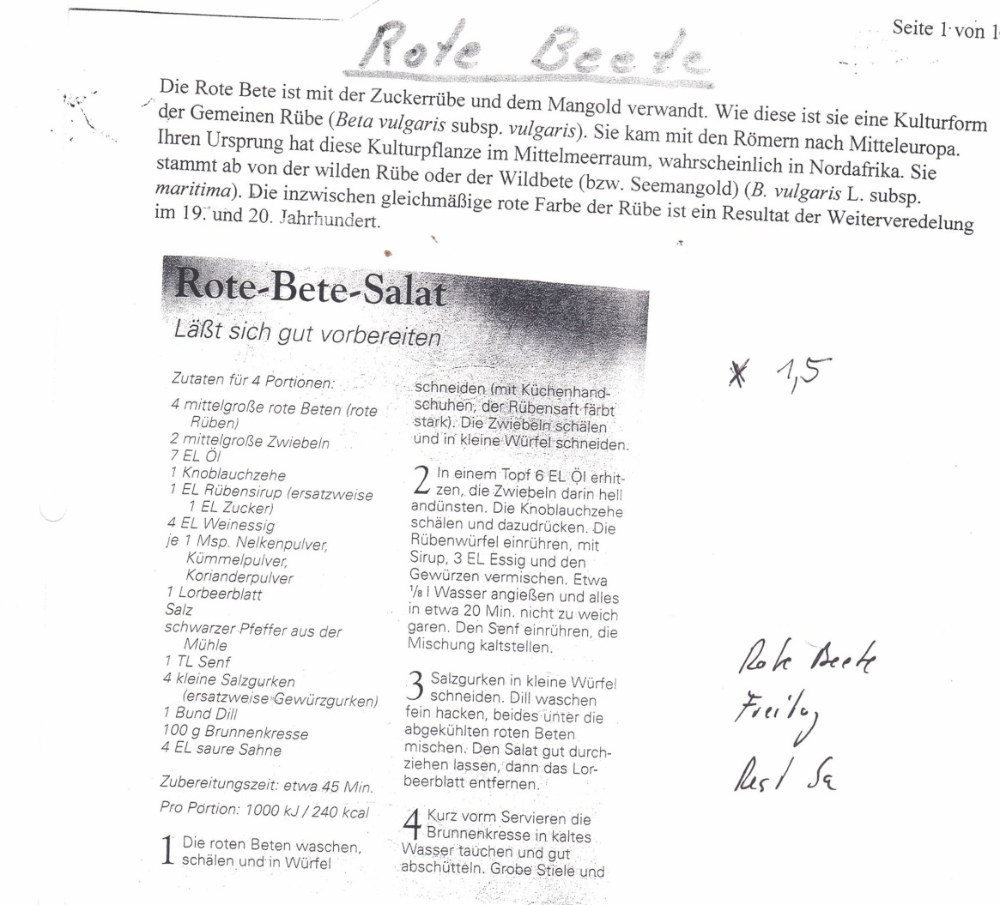 Seite 1 von 1
Rote Beete
Die Rote Bete ist mit der Zuckerrübe und dem Mangold verwandt. Wie diese ist sie eine Kulturform
der Gemeinen Rübe (Beta vulgaris subsp. vulgaris). Sie kam mit den Römern nach Mitteleuropa.
Ihren Ursprung hat diese Kulturpflanze im Mittelmeerraum, wahrscheinlich in Nordafrika. Sie
stammt ab von der wilden Rübe oder der Wildbete (bzw. Seemangold) (B. vulgaris L. subsp.
maritima). Die inzwischen gleichmäßige rote Farbe der Rübe ist ein Resultat der Weiterveredelung
im 19. und 20. Jahrhundert.
Rote-Bete-Salat
Läßt sich gut vorbereiten
Zutaten für 4 Portionen:
4 mittelgroße rote Beten (rote
Rüben)
2 mittelgroße Zwiebeln
7 EL Öl
1 Knoblauchzehe
1 EL Rübensirup (ersatzweise
1 EL Zucker)
4 EL Weinessig
je 1 Msp. Nelkenpulver,
Kümmelpulver,
Korianderpulver
1 Lorbeerblatt
Salz
schwarzer Pfeffer aus der
Mühle
1 TL Senf
4 kleine Salzgurken
(ersatzweise Gewürzgurken)
1 Bund Dill
100 g Brunnenkresse
4 EL saure Sahne
Zubereitungszeit: etwa 45 Min.
Pro Portion: 1000 kJ / 240 kcal
1 Die roten Beten waschen,
schälen und in Würfel
schneiden (mit Küchenhand-
schuhen, der Rübensaft färbt
stark). Die Zwiebeln schälen
und in kleine Würfel schneiden.
2 In einem Topf 6 EL Öl erhit-
zen, die Zwiebeln darin hell
andünsten. Die Knoblauchzehe
schälen und dazudrücken. Die
Rübenwürfel einrühren, mit
Sirup, 3 EL Essig und den
Gewürzen vermischen. Etwa
1/8 l Wasser angießen und alles
in etwa 20 Min. nicht zu weich
garen. Den Senf einrühren, die
Mischung kaltstellen.
3 Salzgurken in kleine Würfel
schneiden. Dill waschen
fein hacken, beides unter die
abgekühlten roten Beten
mischen. Den Salat gut durch-
ziehen lassen, dann das Lor-
beerblatt entfernen.
4 Kurz vorm Servieren die
Brunnenkresse in kaltes
Wasser tauchen und gut
abschütteln. Grobe Stiele und
* 1,5
Rote Beete
Freitag
Rest Sa